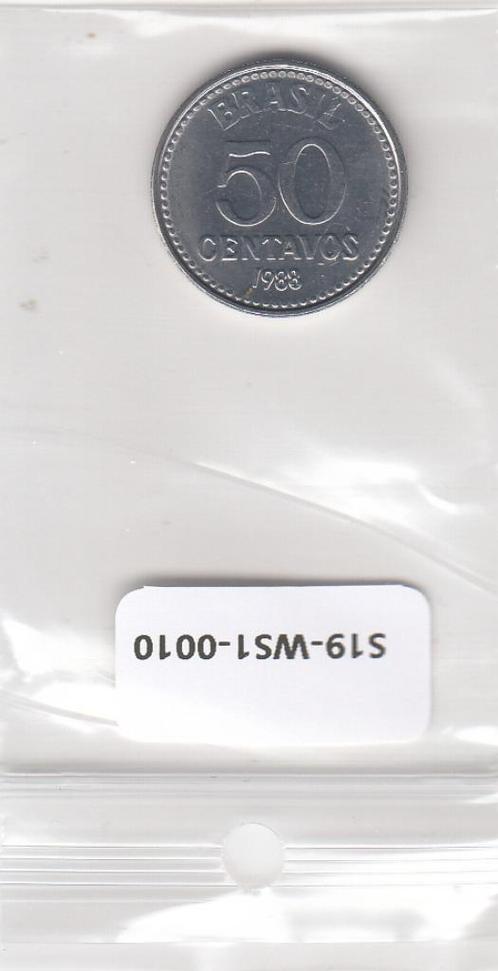 BRASIL
50
CENTAVOS
1988
S19-WS1-0010